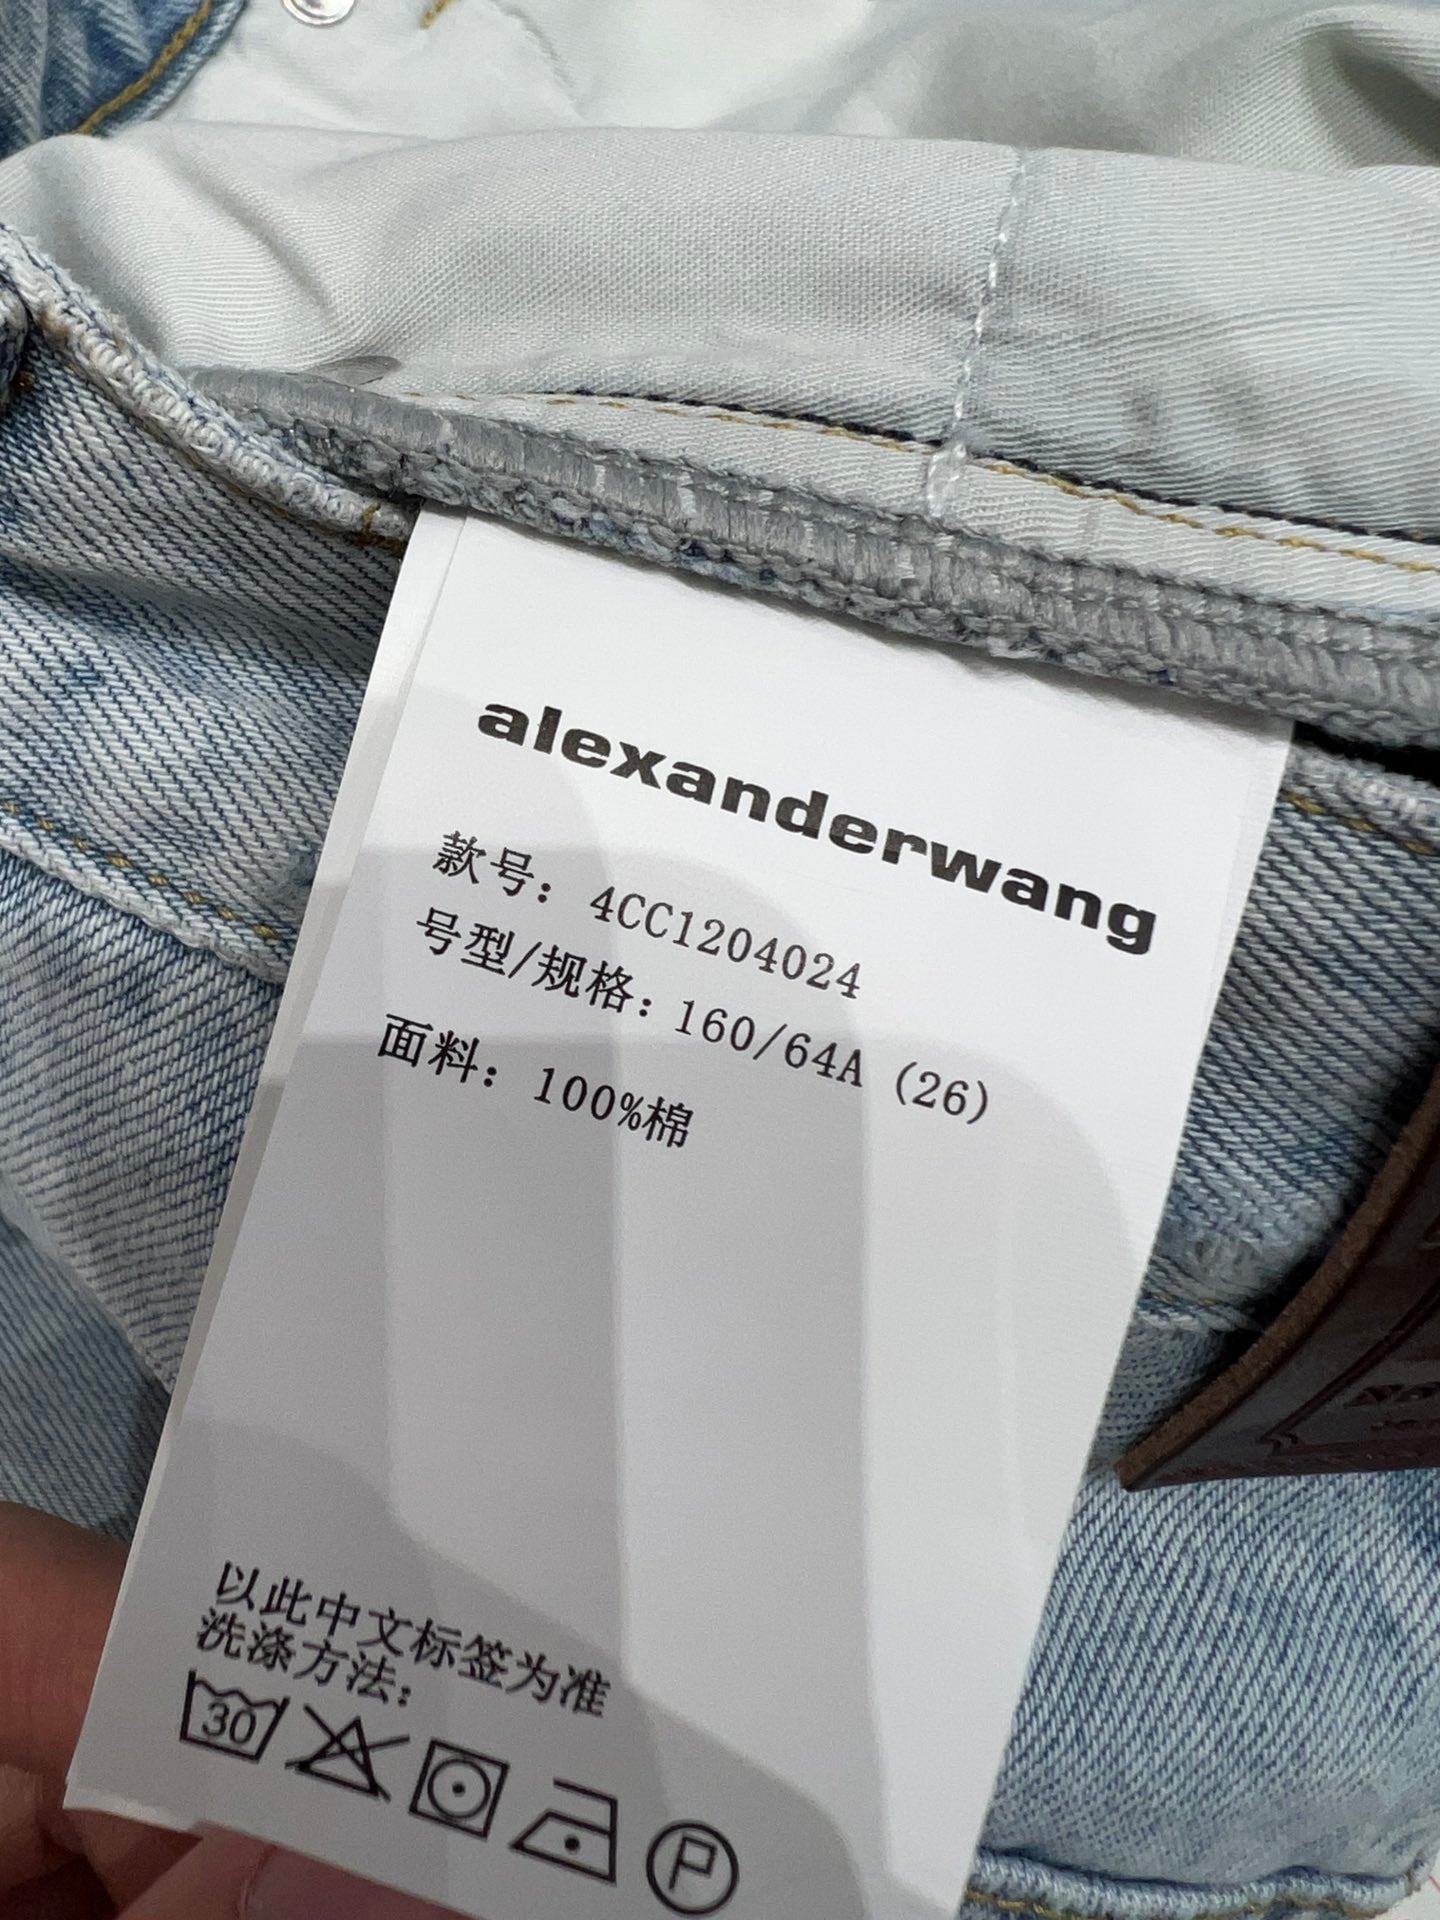 alexanderwang
款号：4CC1204024
号型/规格：160/64A (26)
面料：100%棉
以此中文标签为准
洗涤方法：
30
P